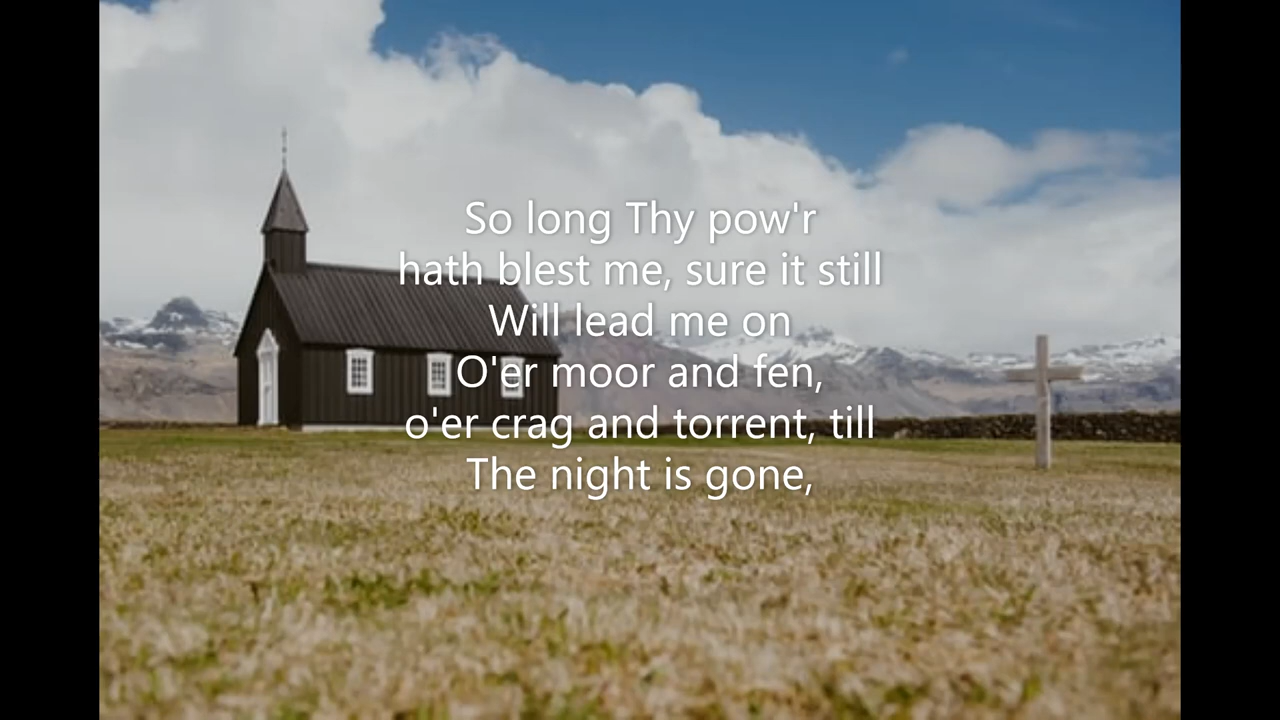 So long Thy pow'r
hath blest me, sure it still
Will lead me on
O'er moor and fen,
o'er crag and torrent, till
The night is gone,